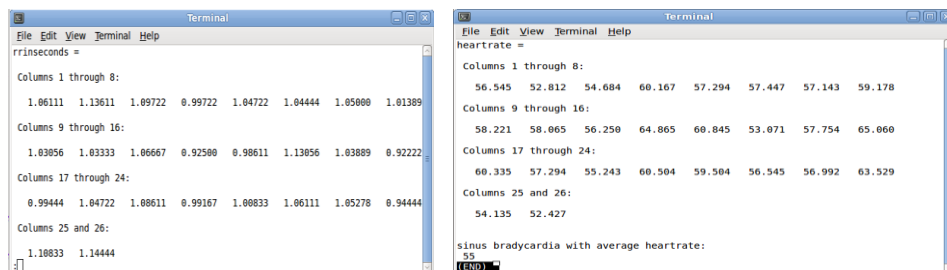 Terminal
File Edit View Terminal Help
rrinseconds =
Columns 1 through 8:
1.06111 1.13611 1.09722 0.99722 1.04722 1.04444 1.05000 1.01389
Columns 9 through 16:
1.03056 1.03333 1.06667 0.92500 0.98611 1.13056 1.03889 0.92222
Columns 17 through 24:
0.99444 1.04722 1.08611 0.99167 1.00833 1.06111 1.05278 0.94444
Columns 25 and 26:
1.10833 1.14444
:
Terminal
File Edit View Terminal Help
heartrate =
Columns 1 through 8:
56.545 52.812 54.684 60.167 57.294 57.447 57.143 59.178
Columns 9 through 16:
58.221 58.065 56.250 64.865 60.845 53.071 57.754 65.060
Columns 17 through 24:
60.335 57.294 55.243 60.504 59.504 56.545 56.992 63.529
Columns 25 and 26:
54.135 52.427
sinus bradycardia with average heartrate:
55
(END)